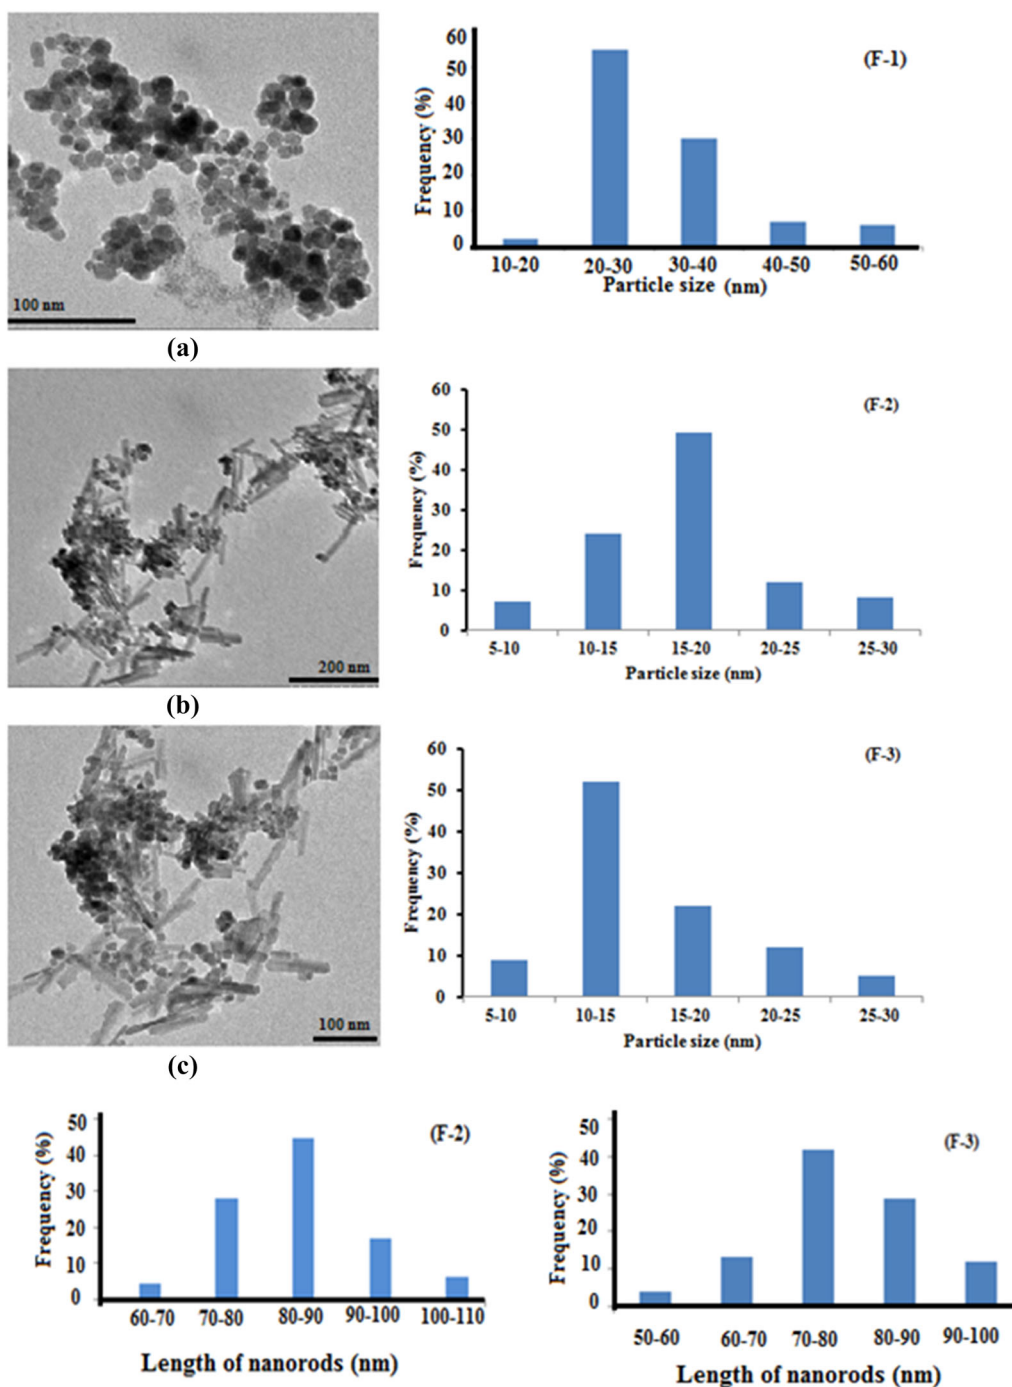 100 nm
(a)
60
50
40
30
20
10
0
Frequency (%)
(F-1)
10-20 20-30 30-40 40-50 50-60
Particle size (nm)
200 nm
(b)
60
50
40
30
20
10
0
Frequency (%)
(F-2)
5-10 10-15 15-20 20-25 25-30
Particle size (nm)
100 nm
(c)
60
50
40
30
20
10
0
Frequency (%)
(F-3)
5-10 10-15 15-20 20-25 25-30
Particle size (nm)
50
40
30
20
10
0
Frequency (%)
(F-2)
60-70 70-80 80-90 90-100 100-110
Length of nanorods (nm)
50
40
30
20
10
0
Frequency (%)
(F-3)
50-60 60-70 70-80 80-90 90-100
Length of nanorods (nm)